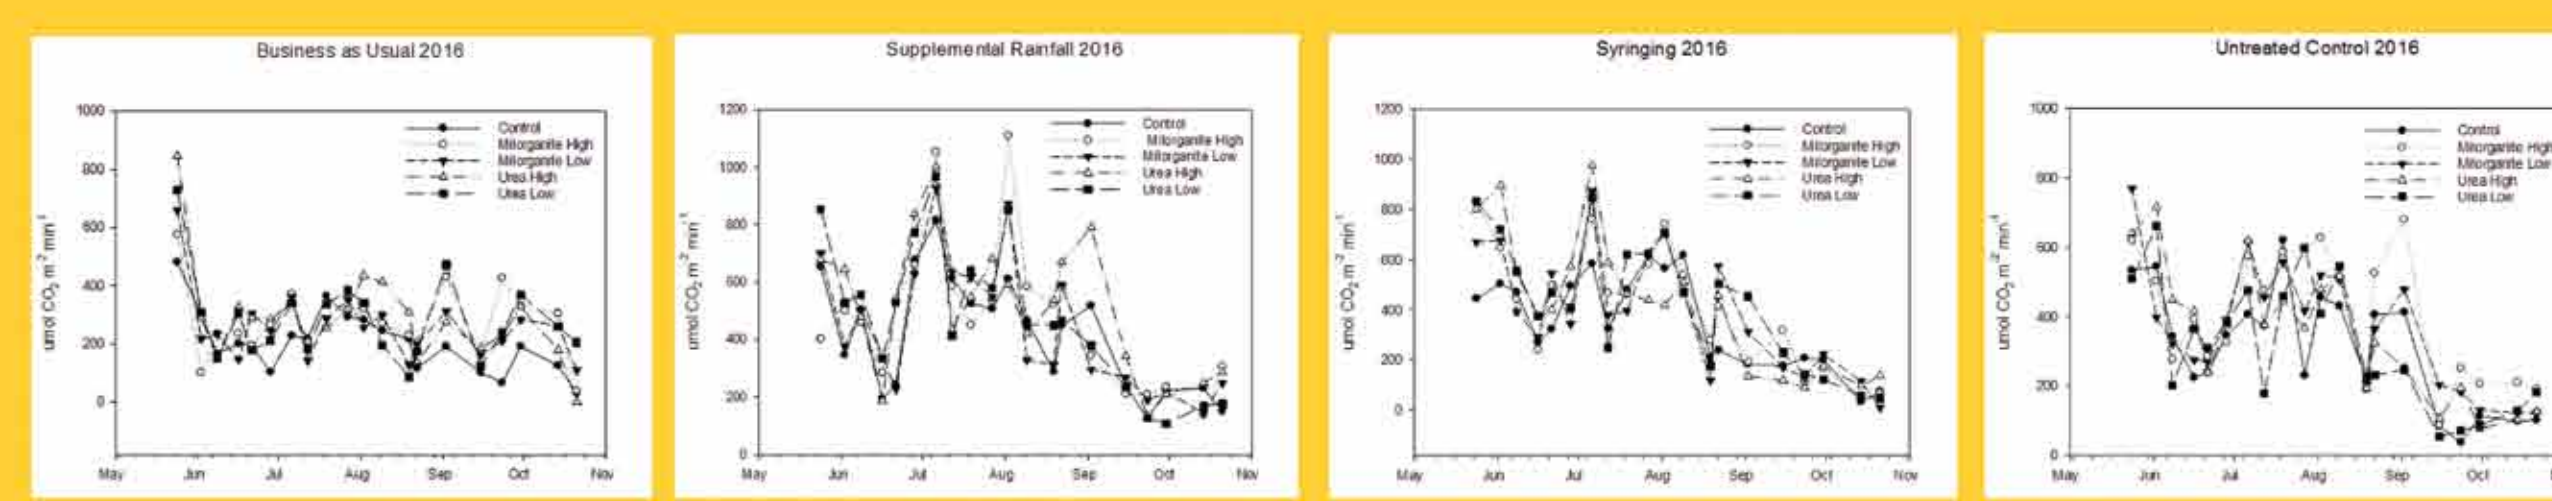 Business as Usual 2016
umol CO2 m-2 min-1
1000
800
600
400
200
0
May Jun Jul Aug Sep Oct Nov
Control
Milorganite High
Milorganite Low
Urea High
Urea Low
Supplemental Rainfall 2016
umol CO2 m-2 min-1
1200
1000
800
600
400
200
0
May Jun Jul Aug Sep Oct Nov
Control
Milorganite High
Milorganite Low
Urea High
Urea Low
Syringing 2016
umol CO2 m-2 min-1
1200
1000
800
600
400
200
0
May Jun Jul Aug Sep Oct Nov
Control
Milorganite High
Milorganite Low
Urea High
Urea Low
Untreated Control 2016
umol CO2 m-2 min-1
1000
800
600
400
200
0
May Jun Jul Aug Sep Oct
Control
Milorganite High
Milorganite Low
Urea High
Urea Low